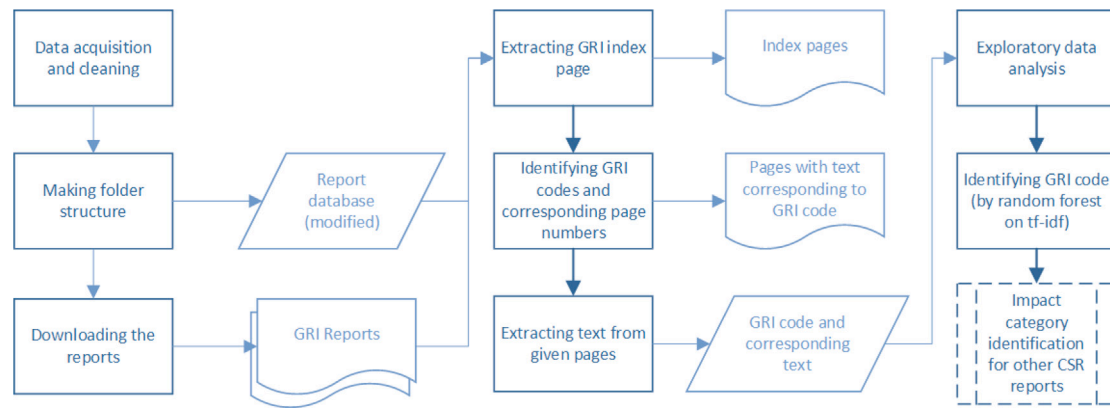 Data acquisition
and cleaning
Making folder
structure
Downloading the
reports
Report
database
(modified)
GRI Reports
Extracting GRI index
page
Identifying GRI
codes and
corresponding page
numbers
Extracting text from
given pages
Index pages
Pages with text
corresponding to
GRI code
GRI code and
corresponding
text
Exploratory data
analysis
Identifying GRI code
(by random forest
on tf-idf)
Impact
category
identification
for other CSR
reports